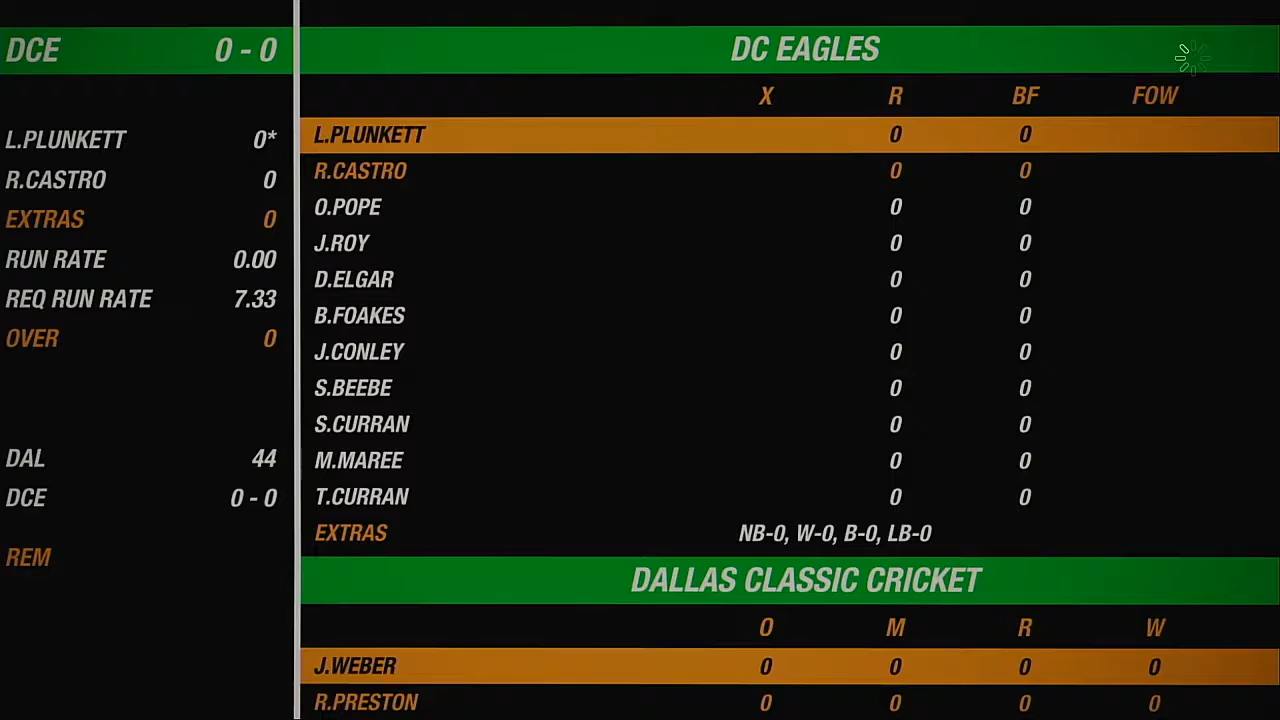 DCE 0 - 0
L.PLUNKETT 0*
R.CASTRO 0
EXTRAS 0
RUN RATE 0.00
REQ RUN RATE 7.33
OVER 0
DAL 44
DCE 0 - 0
REM
DC EAGLES
X R BF FOW
L.PLUNKETT 0 0
R.CASTRO 0 0
O.POPE 0 0
J.ROY 0 0
D.ELGAR 0 0
B.FOAKES 0 0
J.CONLEY 0 0
S.BEEBE 0 0
S.CURRAN 0 0
M.MAREE 0 0
T.CURRAN 0 0
EXTRAS NB-0, W-0, B-0, LB-0
DALLAS CLASSIC CRICKET
O M R W
J.WEBER 0 0 0 0
R.PRESTON 0 0 0 0